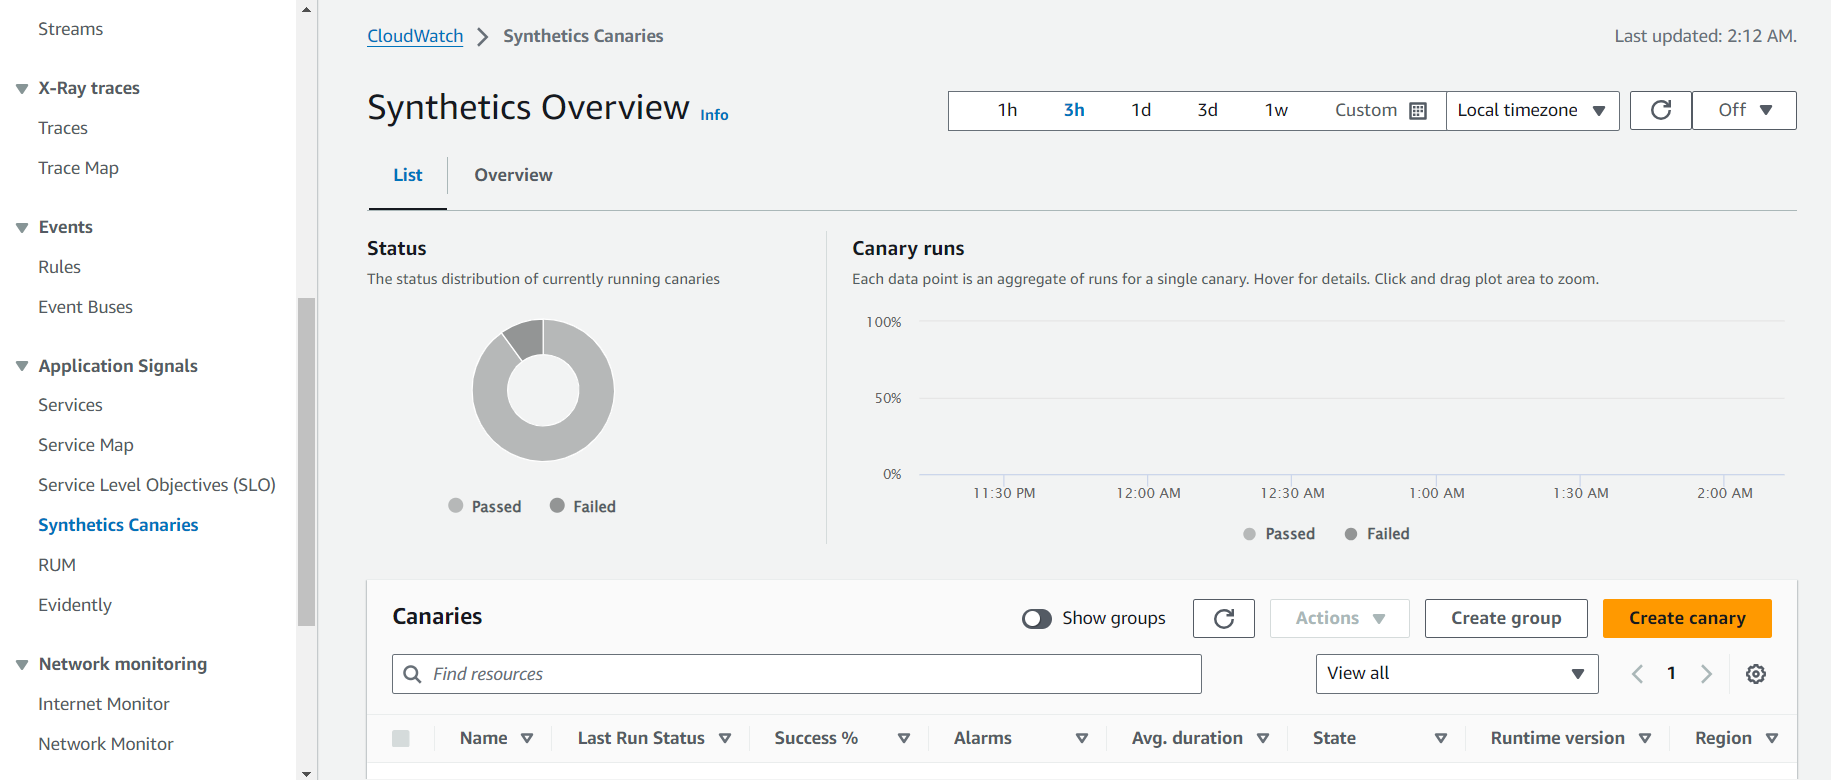 Streams
X-Ray traces
Traces
Trace Map
Events
Rules
Event Buses
Application Signals
Services
Service Map
Service Level Objectives (SLO)
Synthetics Canaries
RUM
Evidently
Network monitoring
Internet Monitor
Network Monitor
CloudWatch Synthetics Canaries
Last updated: 2:12 AM.
Synthetics Overview Info
1h 3h 1d 3d 1w Custom Local timezone Off
List Overview
Status
The status distribution of currently running canaries
Passed Failed
Canary runs
Each data point is an aggregate of runs for a single canary. Hover for details. Click and drag plot area to zoom.
100%
50%
0%
11:30 PM 12:00 AM 12:30 AM 1:00 AM 1:30 AM 2:00 AM
Passed Failed
Canaries Show groups Actions Create group Create canary
Find resources View all 1
Name Last Run Status Success % Alarms Avg. duration State Runtime version Region